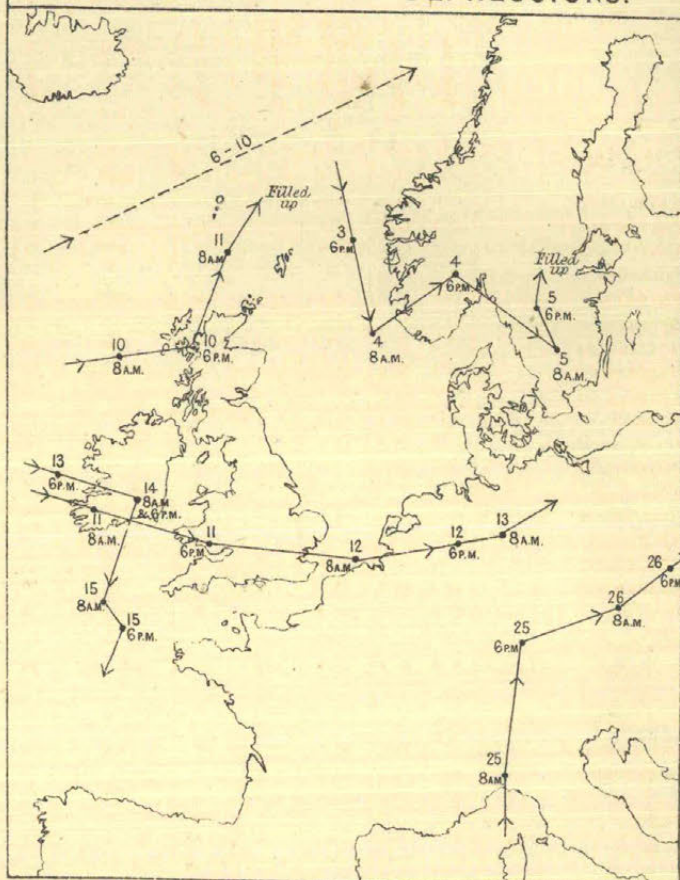 DEPRESSIONS.
6-10
Filled
up
11
8 A.M.
3
6 P.M.
4
6 P.M.
Filled
up
5
6 P.M.
4
8 A.M.
5
8 A.M.
10
8 A.M.
10
6 P.M.
13
6 P.M.
14
8 A.M.
& 6 P.M.
11
8 A.M.
11
6 P.M.
12
8 A.M.
12
6 P.M.
13
8 A.M.
15
8 A.M.
15
6 P.M.
26
6 P.M.
26
8 A.M.
25
6 P.M.
25
8 A.M.